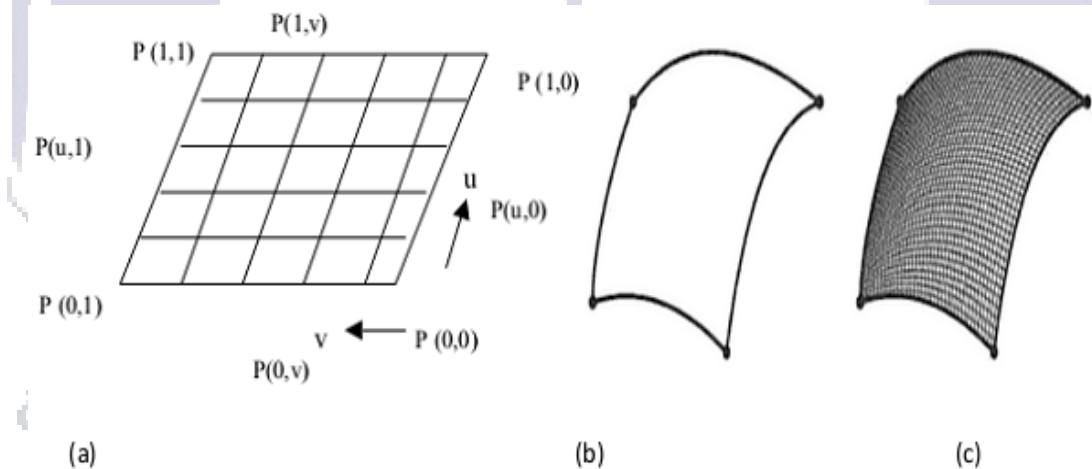 P(1,v)
P (1,1)
P (1,0)
P(u,1)
u
P(u,0)
P (0,1)
v
P (0,0)
P(0,v)
(a)
(b)
(c)